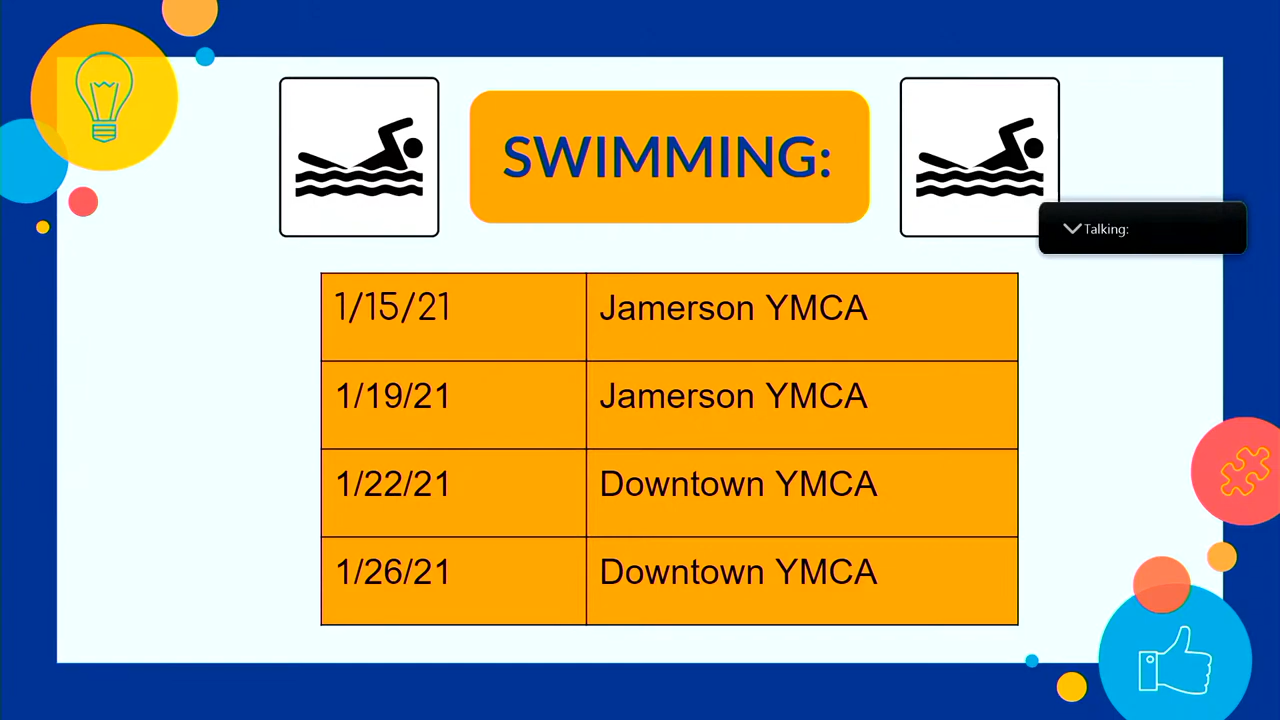 SWIMMING:
Talking:
1/15/21 Jamerson YMCA
1/19/21 Jamerson YMCA
1/22/21 Downtown YMCA
1/26/21 Downtown YMCA